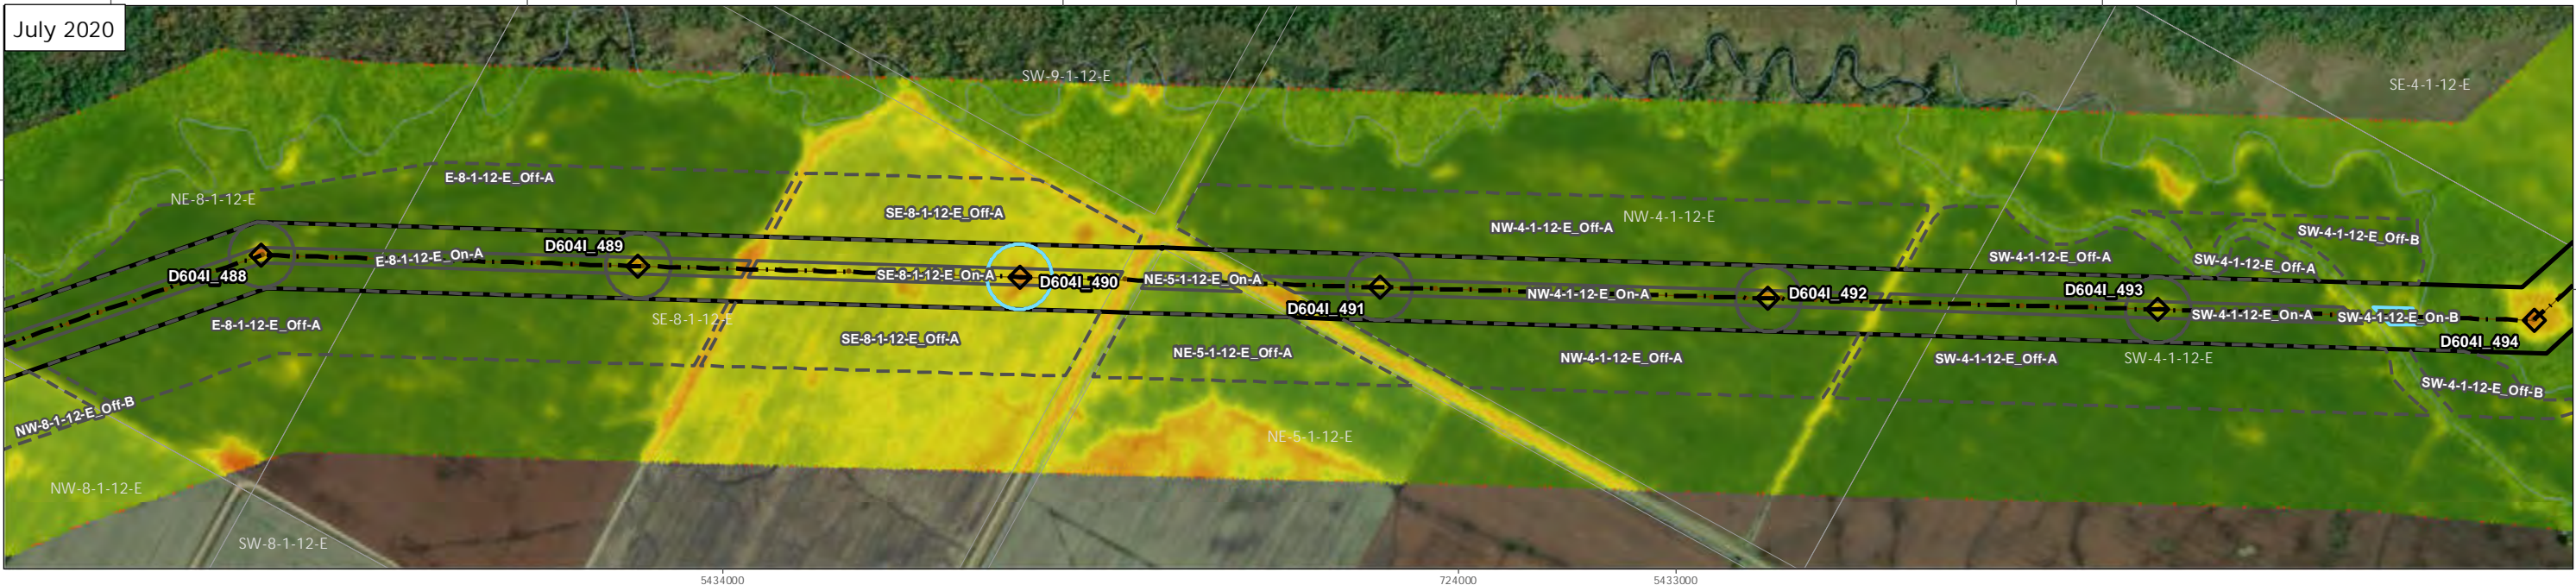 July 2020
SW-9-1-12-E
SE-4-1-12-E
E-8-1-12-E_Off-A
NE-8-1-12-E
SE-8-1-12-E_Off-A
NW-4-1-12-E
NW-4-1-12-E_Off-A
SW-4-1-12-E_Off-B
D604I_489
E-8-1-12-E_On-A
SW-4-1-12-E_Off-A
SW-4-1-12-E_Off-A
D604I_488
SE-8-1-12-E_On-A
D604I_490
NE-5-1-12-E_On-A
NW-4-1-12-E_On-A
D604I_492
D604I_493
D604I_491
SW-4-1-12-E_On-A
SW-4-1-12-E_On-B
E-8-1-12-E_Off-A
SE-8-1-12-E
SE-8-1-12-E_Off-A
D604I_494
NE-5-1-12-E_Off-A
NW-4-1-12-E_Off-A
SW-4-1-12-E_Off-A
SW-4-1-12-E
SW-4-1-12-E_Off-B
NW-8-1-12-E_Off-B
NE-5-1-12-E
NW-8-1-12-E
SW-8-1-12-E
5434000
724000
5433000